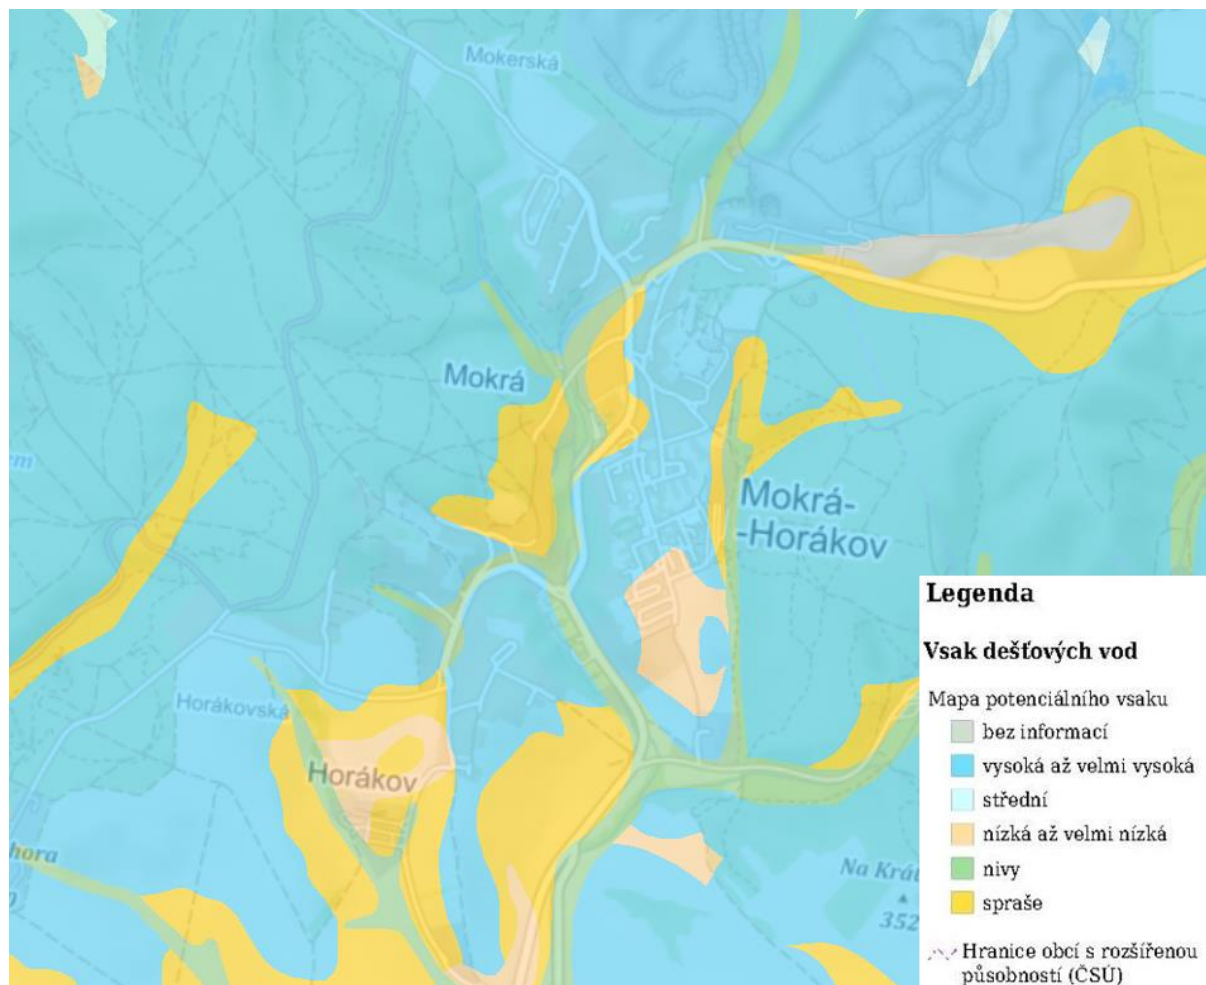 Mokerská
Mokrá
Mokrá-
-Horákov
Horákovská
Horákov
hora
Na Krát
352
Legenda
Vsak dešťových vod
Mapa potenciálního vsaku
bez informací
vysoká až velmi vysoká
střední
nízká až velmi nízká
nivy
spraše
Hranice obcí s rozšířenou
působností (ČSÚ)